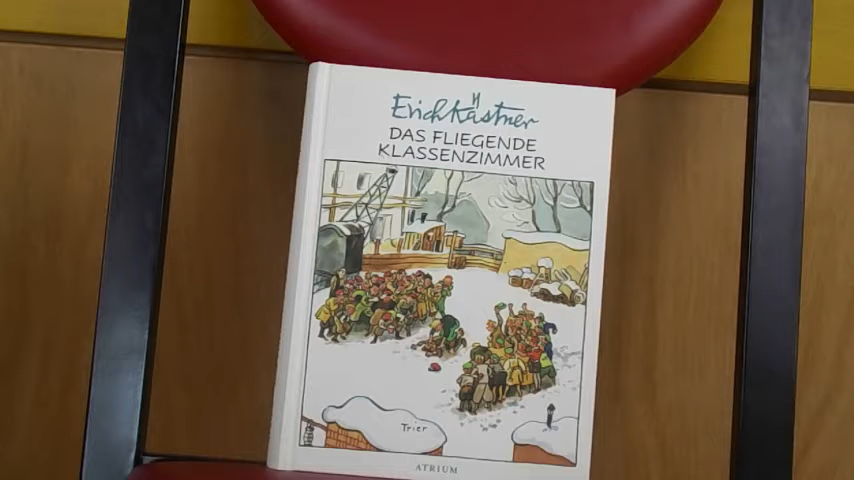 Erich Kästner
DAS FLIEGENDE
KLASSENZIMMER
Trier
ATRIUM